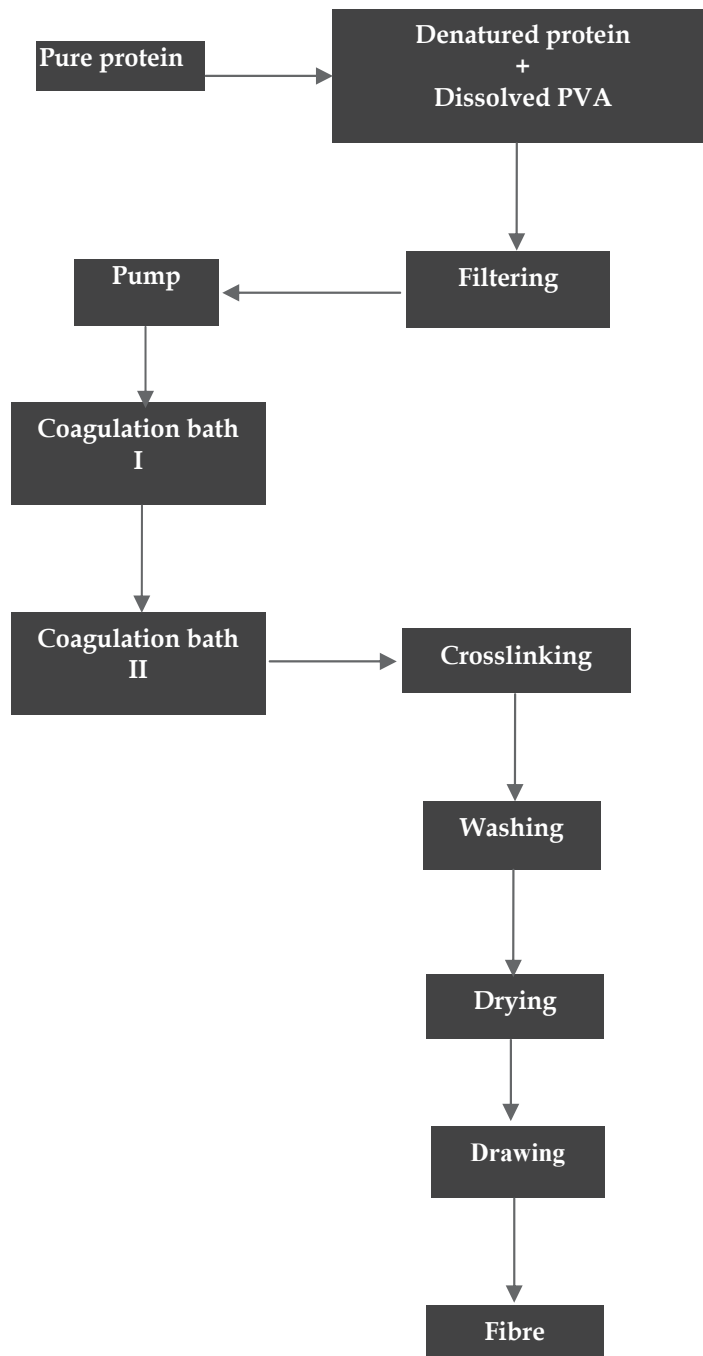 Pure protein
Denatured protein
+
Dissolved PVA
Filtering
Pump
Coagulation bath
I
Coagulation bath
II
Crosslinking
Washing
Drying
Drawing
Fibre